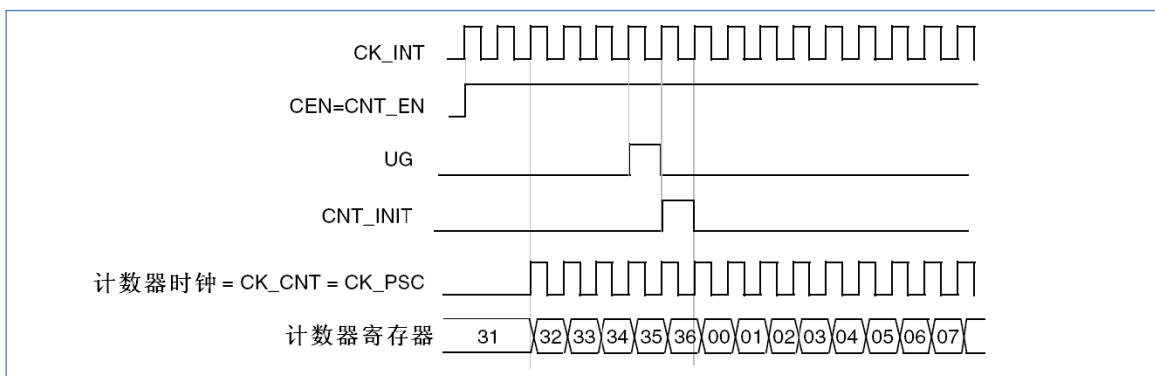 CK_INT
CEN=CNT_EN
UG
CNT_INIT
计数器时钟 = CK_CNT = CK_PSC
计数器寄存器 31 32 33 34 35 36 00 01 02 03 04 05 06 07